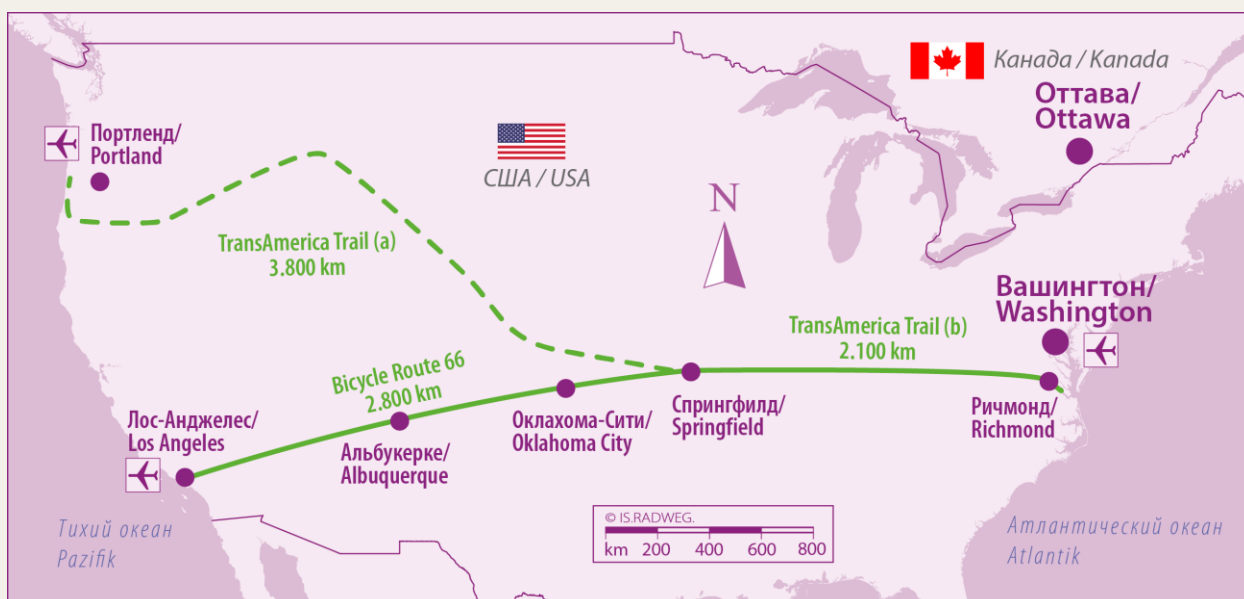 Канада / Kanada
Оттава/
Ottawa
Портленд/
Portland
США / USA
N
TransAmerica Trail (a)
3.800 km
Вашингтон/
Washington
TransAmerica Trail (b)
2.100 km
Bicycle Route 66
2.800 km
Лос-Анджелес/
Los Angeles
Альбукерке/
Albuquerque
Оклахома-Сити/
Oklahoma City
Спрингфилд/
Springfield
Ричмонд/
Richmond
Тихий океан
Pazifik
© IS.RADWEG.
km 200 400 600 800
Атлантический океан
Atlantik